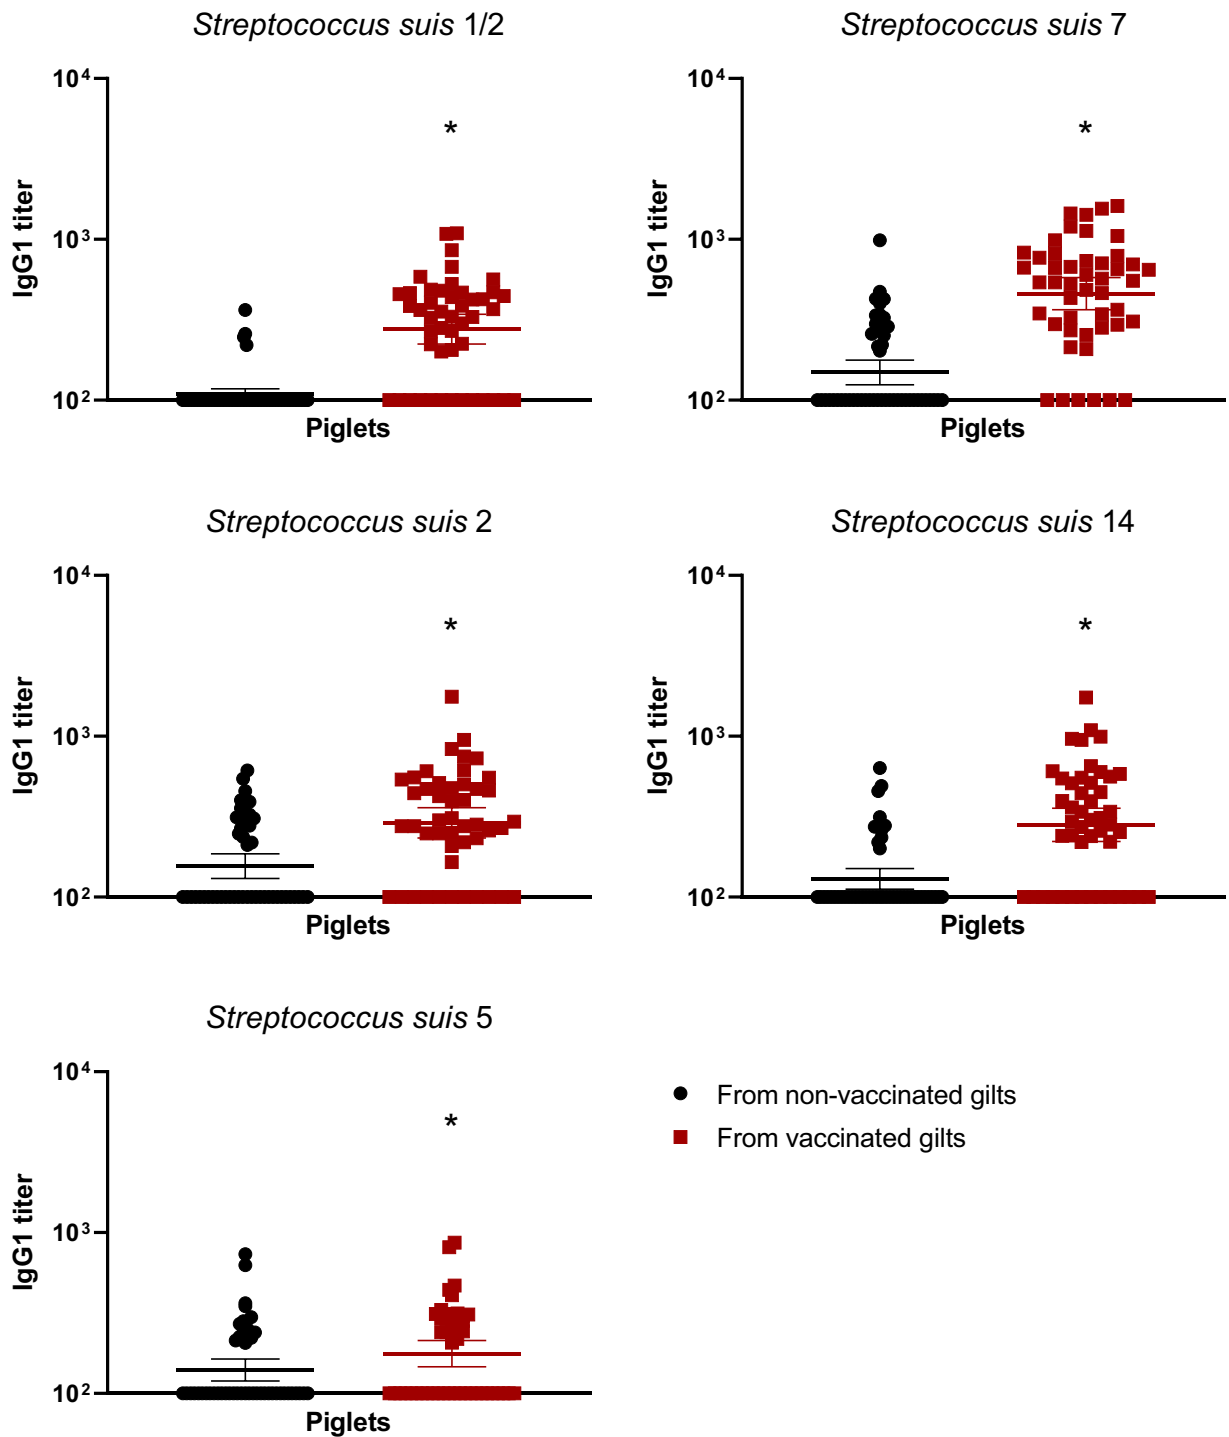 Streptococcus suis 1/2
10⁴
*
10³
10²
IgG1 titer
Piglets
Streptococcus suis 7
10⁴
*
10³
10²
IgG1 titer
Piglets
Streptococcus suis 2
10⁴
*
10³
10²
IgG1 titer
Piglets
Streptococcus suis 14
10⁴
*
10³
10²
IgG1 titer
Piglets
Streptococcus suis 5
10⁴
*
10³
10²
IgG1 titer
Piglets
From non-vaccinated gilts
From vaccinated gilts